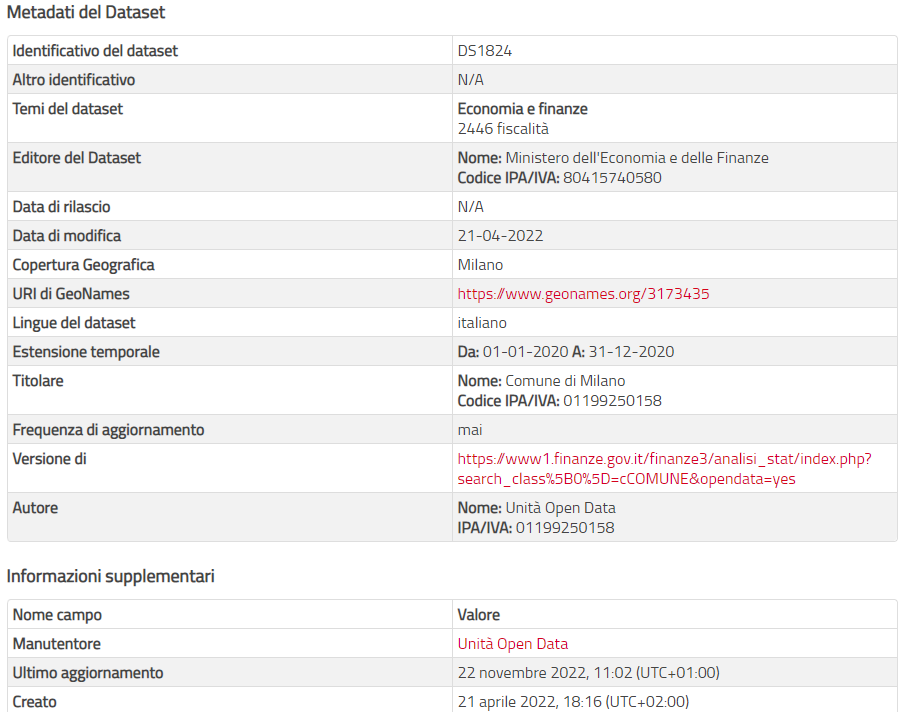 Metadati del Dataset
Identificativo del dataset DS1824
Altro identificativo N/A
Temi del dataset Economia e finanze
2446 fiscalità
Editore del Dataset Nome: Ministero dell'Economia e delle Finanze
Codice IPA/IVA: 80415740580
Data di rilascio N/A
Data di modifica 21-04-2022
Copertura Geografica Milano
URI di GeoNames https://www.geonames.org/3173435
Lingue del dataset italiano
Estensione temporale Da: 01-01-2020 A: 31-12-2020
Titolare Nome: Comune di Milano
Codice IPA/IVA: 01199250158
Frequenza di aggiornamento mai
Versione di https://www1.finanze.gov.it/finanze3/analisi_stat/index.php?
search_class%5B0%5D=cCOMUNE&opendata=yes
Autore Nome: Unità Open Data
IPA/IVA: 01199250158
Informazioni supplementari
Nome campo Valore
Manutentore Unità Open Data
Ultimo aggiornamento 22 novembre 2022, 11:02 (UTC+01:00)
Creato 21 aprile 2022, 18:16 (UTC+02:00)